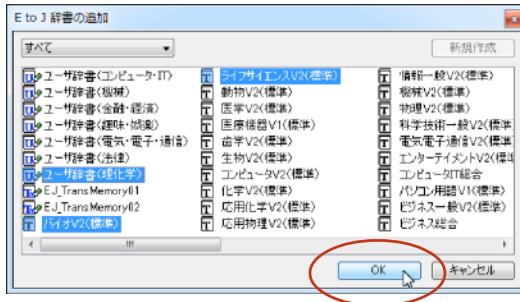 E to J 辞書の追加
すべて
新規作成
ユーザ辞書(コンピュータ・IT)
ユーザ辞書(機械)
ユーザ辞書(金融・経済)
ユーザ辞書(趣味・娯楽)
ユーザ辞書(電気・電子・通信)
ユーザ辞書(法律)
ユーザ辞書(理化学)
EJ_TransMemory01
EJ_TransMemory02
バイオV2(標準)
ライフサイエンスV2(標準)
動物V2(標準)
医学V2(標準)
医療機器V1(標準)
歯学V2(標準)
生物V2(標準)
コンピュータV2(標準)
化学V2(標準)
応用化学V2(標準)
応用物理V2(標準)
情報一般V2(標準)
機械V2(標準)
物理V2(標準)
科学技術一般V2(標準
電気電子通信V2(標準
エンターテイメントV2(標準
コンピュータIT総合
パソコン用語V1(標準)
ビジネス一般V2(標準)
ビジネス総合
OK
キャンセル